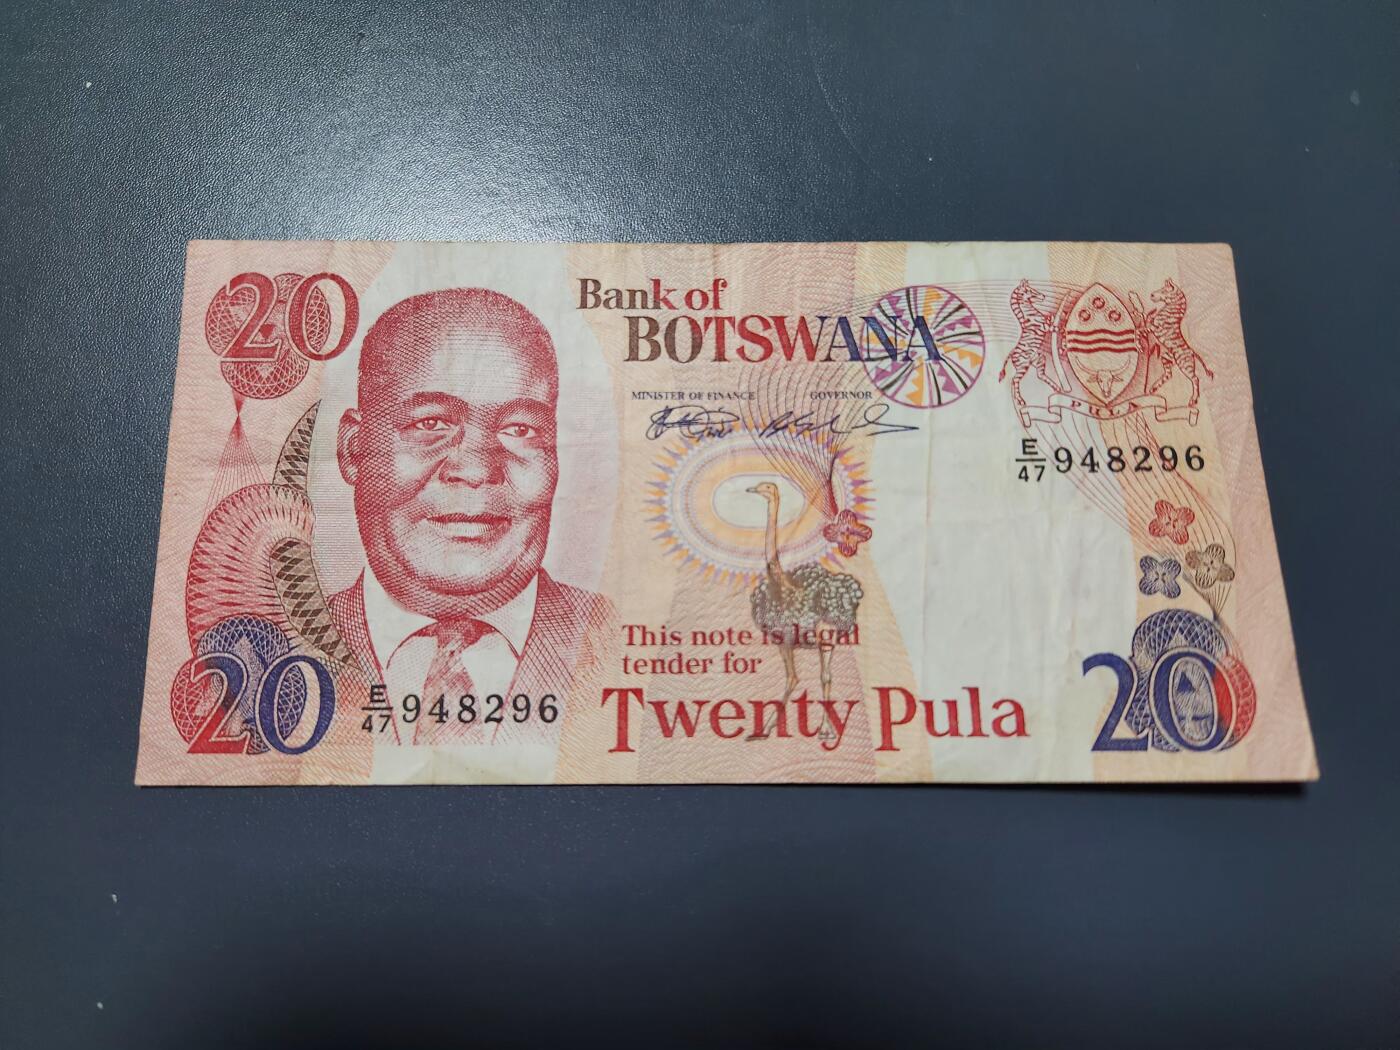 20
Bank of
BOTSWANA
MINISTER OF FINANCE GOVERNOR
PULA
E/47 948296
This note is legal
tender for
Twenty Pula
20
E/47 948296
20